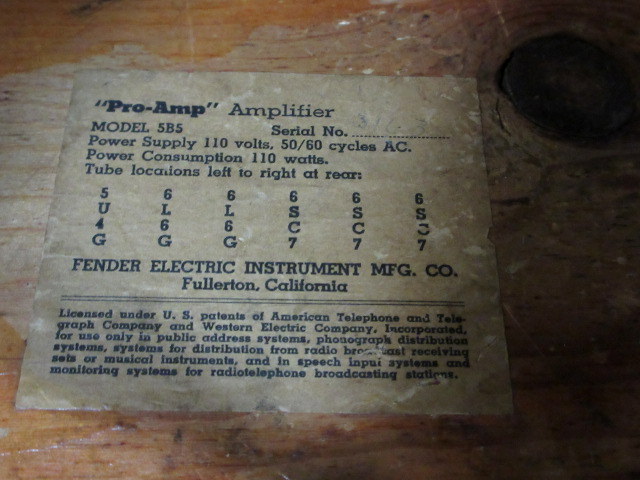 "Pro-Amp" Amplifier
MODEL 5B5 Serial No.
Power Supply 110 volts, 50/60 cycles AC.
Power Consumption 110 watts.
Tube locations left to right at rear:
5 6 6 6 6 6
U L L S S S
4 6 6 C C C
G G G 7 7 7
FENDER ELECTRIC INSTRUMENT MFG. CO.
Fullerton, California
Licensed under U. S. patents of American Telephone and Tele-
graph Company and Western Electric Company, Incorporated,
for use only in public address systems, phonograph distribution
systems, systems for distribution from radio broadcast receiving
sets or musical instruments, and in speech input systems and
monitoring systems for radiotelephone broadcasting stations.